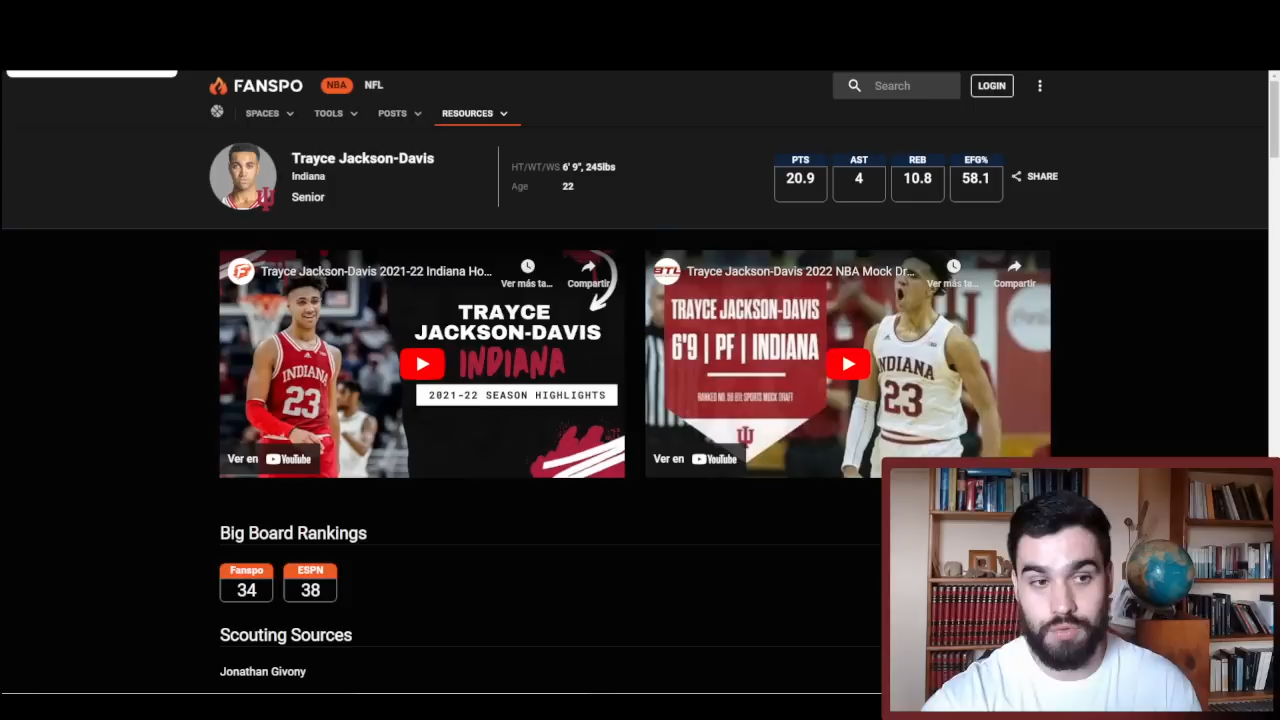 FANSPO
NBA
NFL
Search
LOGIN
SPACES
TOOLS
POSTS
RESOURCES
Trayce Jackson-Davis
Indiana
Senior
HT/WT/WS 6' 9", 245lbs
Age 22
PTS
20.9
AST
4
REB
10.8
EFG%
58.1
SHARE
Trayce Jackson-Davis 2021-22 Indiana Ho...
Ver más ta...
Compartir
TRAYCE
JACKSON-DAVIS
INDIANA
2021-22 SEASON HIGHLIGHTS
INDIANA
23
Ver en YouTube
BTL
Trayce Jackson-Davis 2022 NBA Mock Dr...
Ver más ta...
Compartir
TRAYCE JACKSON-DAVIS
6'9 | PF | INDIANA
INDIANA
23
Ver en YouTube
Big Board Rankings
Fanspo
34
ESPN
38
Scouting Sources
Jonathan Givony